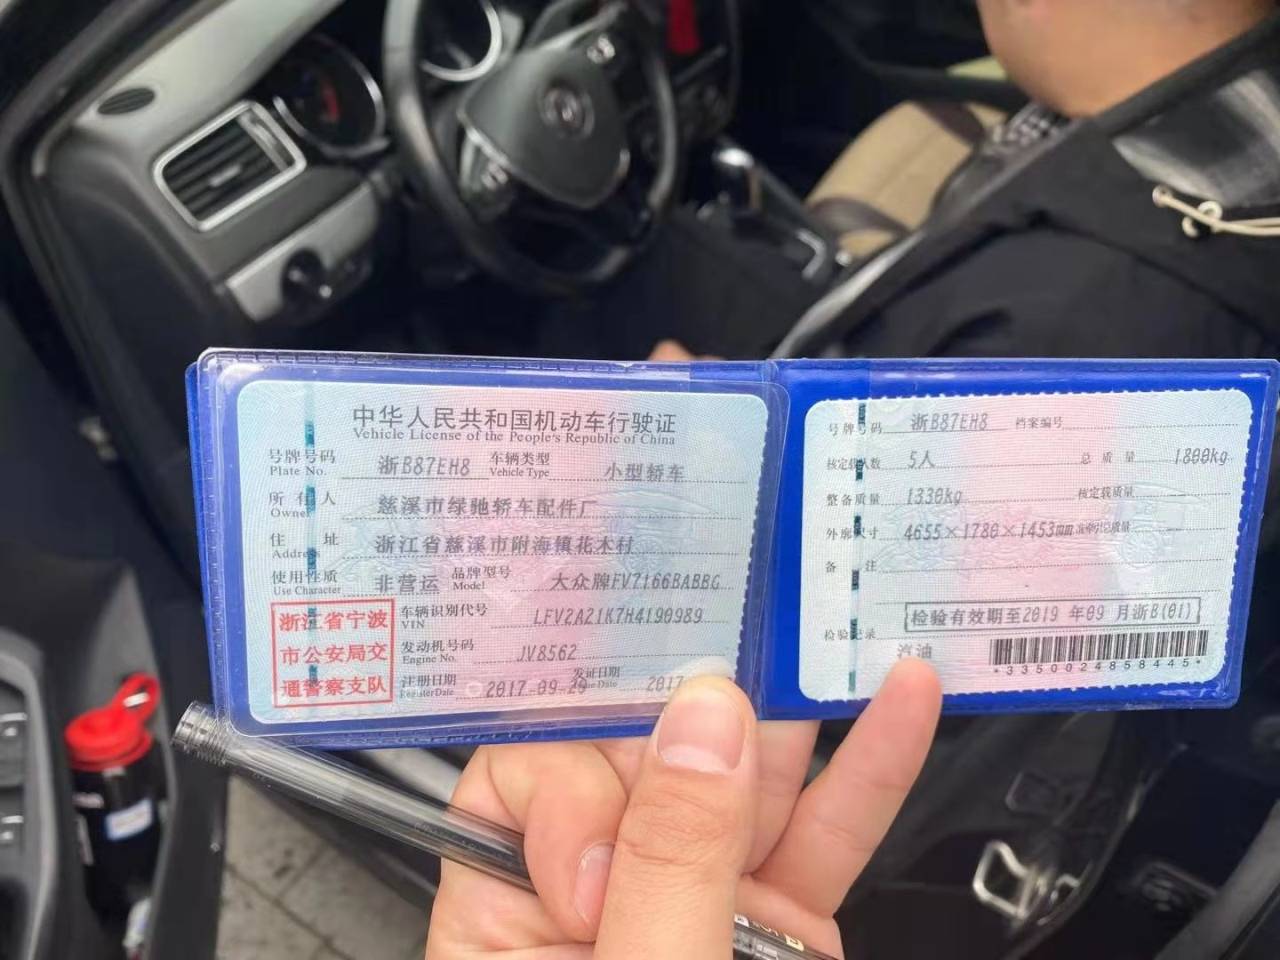 中华人民共和国机动车行驶证
Vehicle License of the People's Republic of China
号牌号码 浙B87EH8 车辆类型 小型轿车
Plate No. Vehicle Type
所有人 慈溪市绿驰轿车配件厂
Owner
住址 浙江省慈溪市附海镇花木村
Address
使用性质 非营运 品牌型号 大众牌FV7166BABBG
Use Character Model
浙江省宁波
市公安局交
通警察支队
车辆识别代号 LFV2A21K7H4190989
VIN
发动机号码 JV8562
Engine No.
注册日期 2017-09-29 发证日期 2017
Register Date Issue Date
号牌号码 浙B87EH8 档案编号
核定载人数 5人 总质量 1800kg
整备质量 1330kg 核定载质量
外廓尺寸 4655×1780×1453mm 准牵引总质量
备注
检验记录 检验有效期至2019年09月浙B(01)
汽油
*3350024858445*